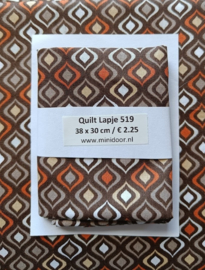 Quilt Lapje 519
38 x 30 cm / € 2.25
www.minidoor.nl